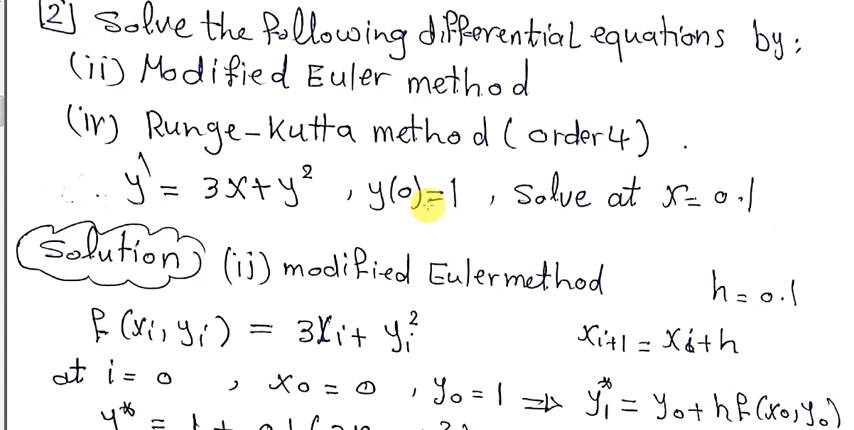 [2] Solve the following differential equations by:
(ii) Modified Euler method
(iv) Runge-Kutta method (order 4).
y' = 3x + y², y(0) = 1, Solve at x = 0.1
Solution (ii) modified Euler method h = 0.1
f(xᵢ, yᵢ) = 3xᵢ + yᵢ² xᵢ₊₁ = xᵢ + h
at i = 0, x₀ = 0, y₀ = 1 ⇒ y₁* = y₀ + h f(x₀, y₀)